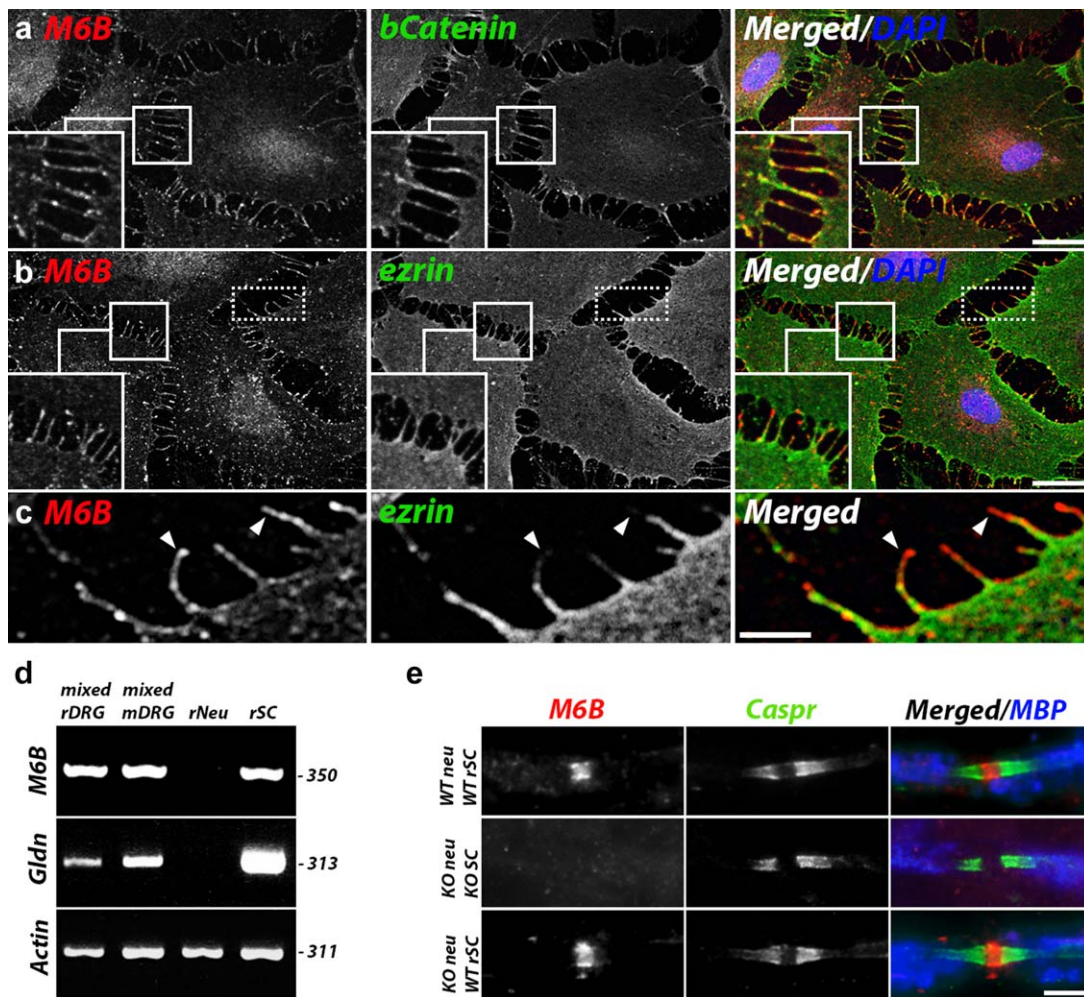 a M6B bCatenin Merged/DAPI
b M6B ezrin Merged/DAPI
c M6B ezrin Merged
d
mixed mixed
rDRG mDRG rNeu rSC
M6B - 350
Gldn - 313
Actin - 311
e
M6B Caspr Merged/MBP
WT neu
WT rSC
KO neu
KO SC
KO neu
WT rSC